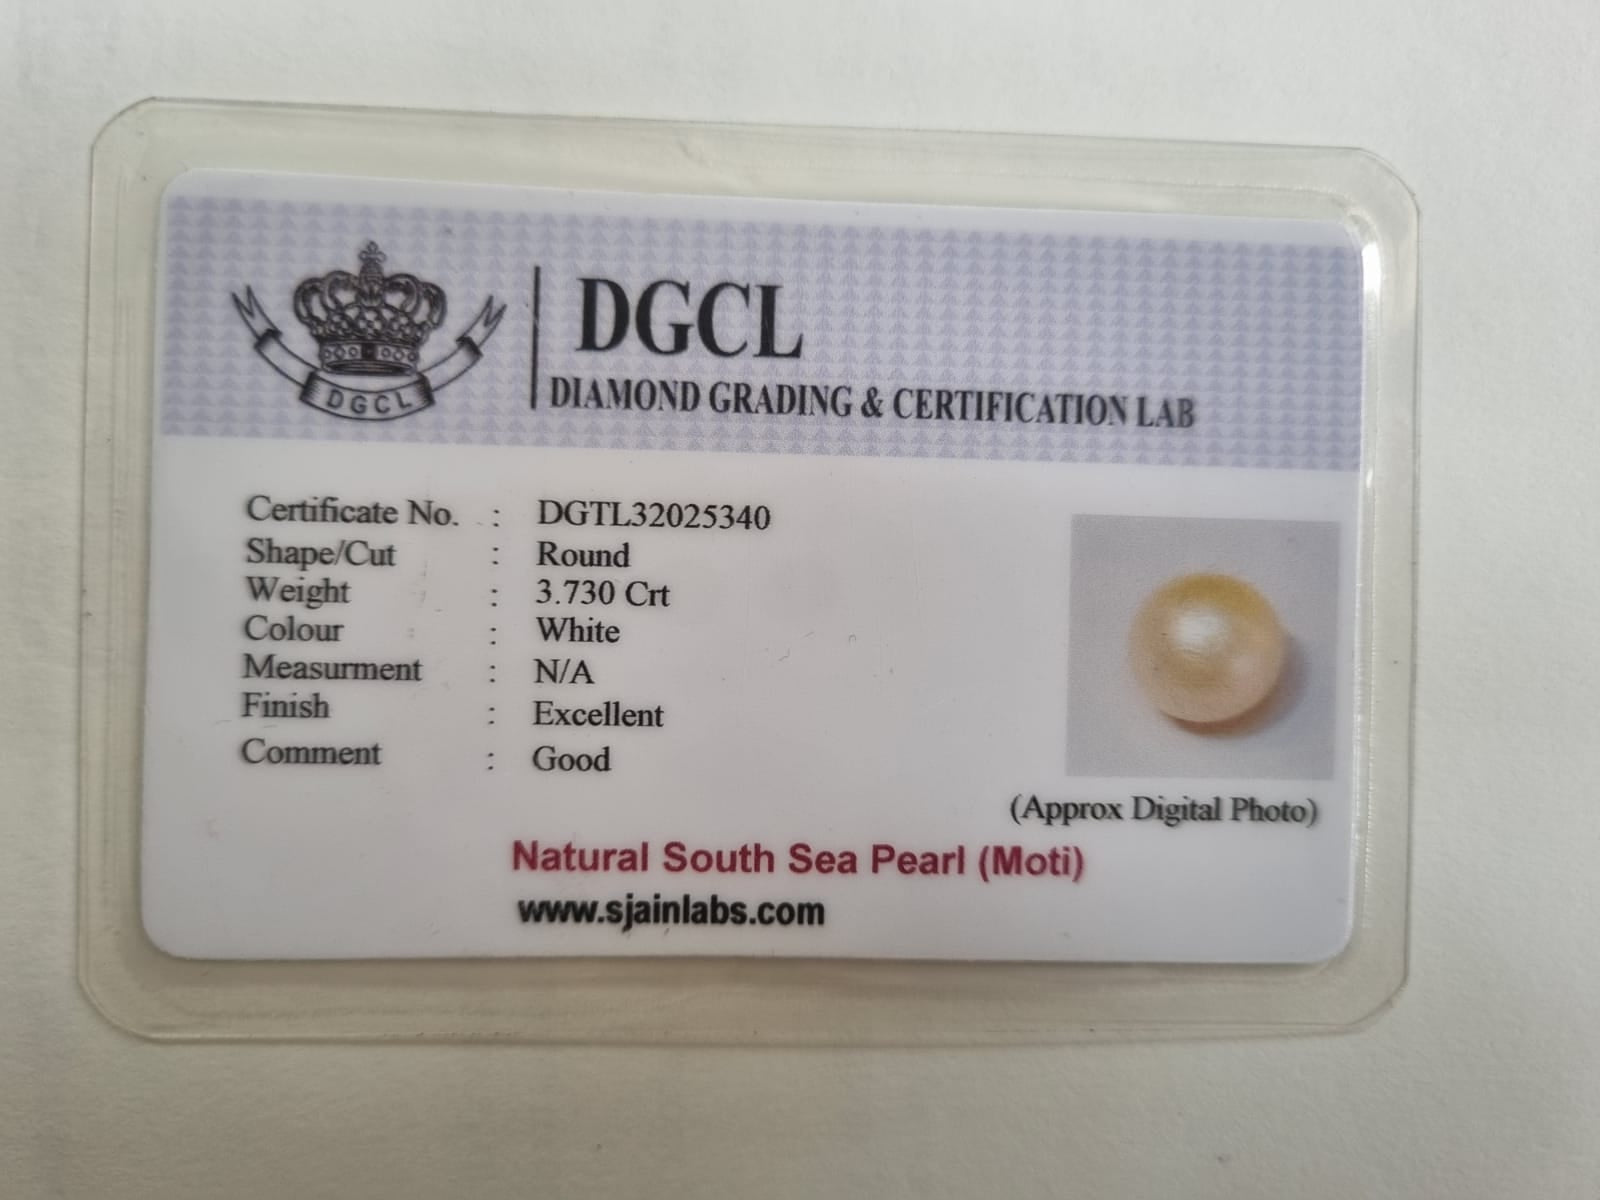 DGCL
DGCL
DIAMOND GRADING & CERTIFICATION LAB
Certificate No. : DGTL32025340
Shape/Cut : Round
Weight : 3.730 Crt
Colour : White
Measurment : N/A
Finish : Excellent
Comment : Good
(Approx Digital Photo)
Natural South Sea Pearl (Moti)
www.sjainlabs.com